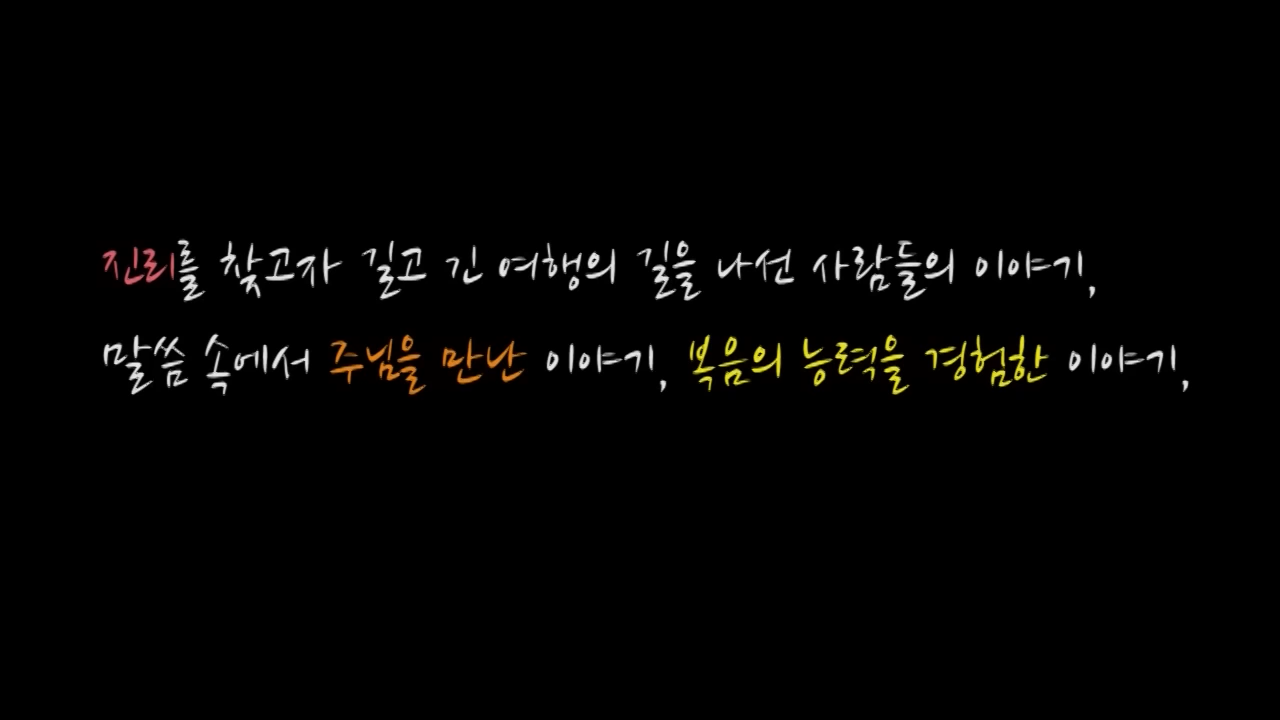 진리를 찾고자 길고 긴 여행의 길을 나선 사람들의 이야기,
말씀 속에서 주님을 만난 이야기, 복음의 능력을 경험한 이야기,